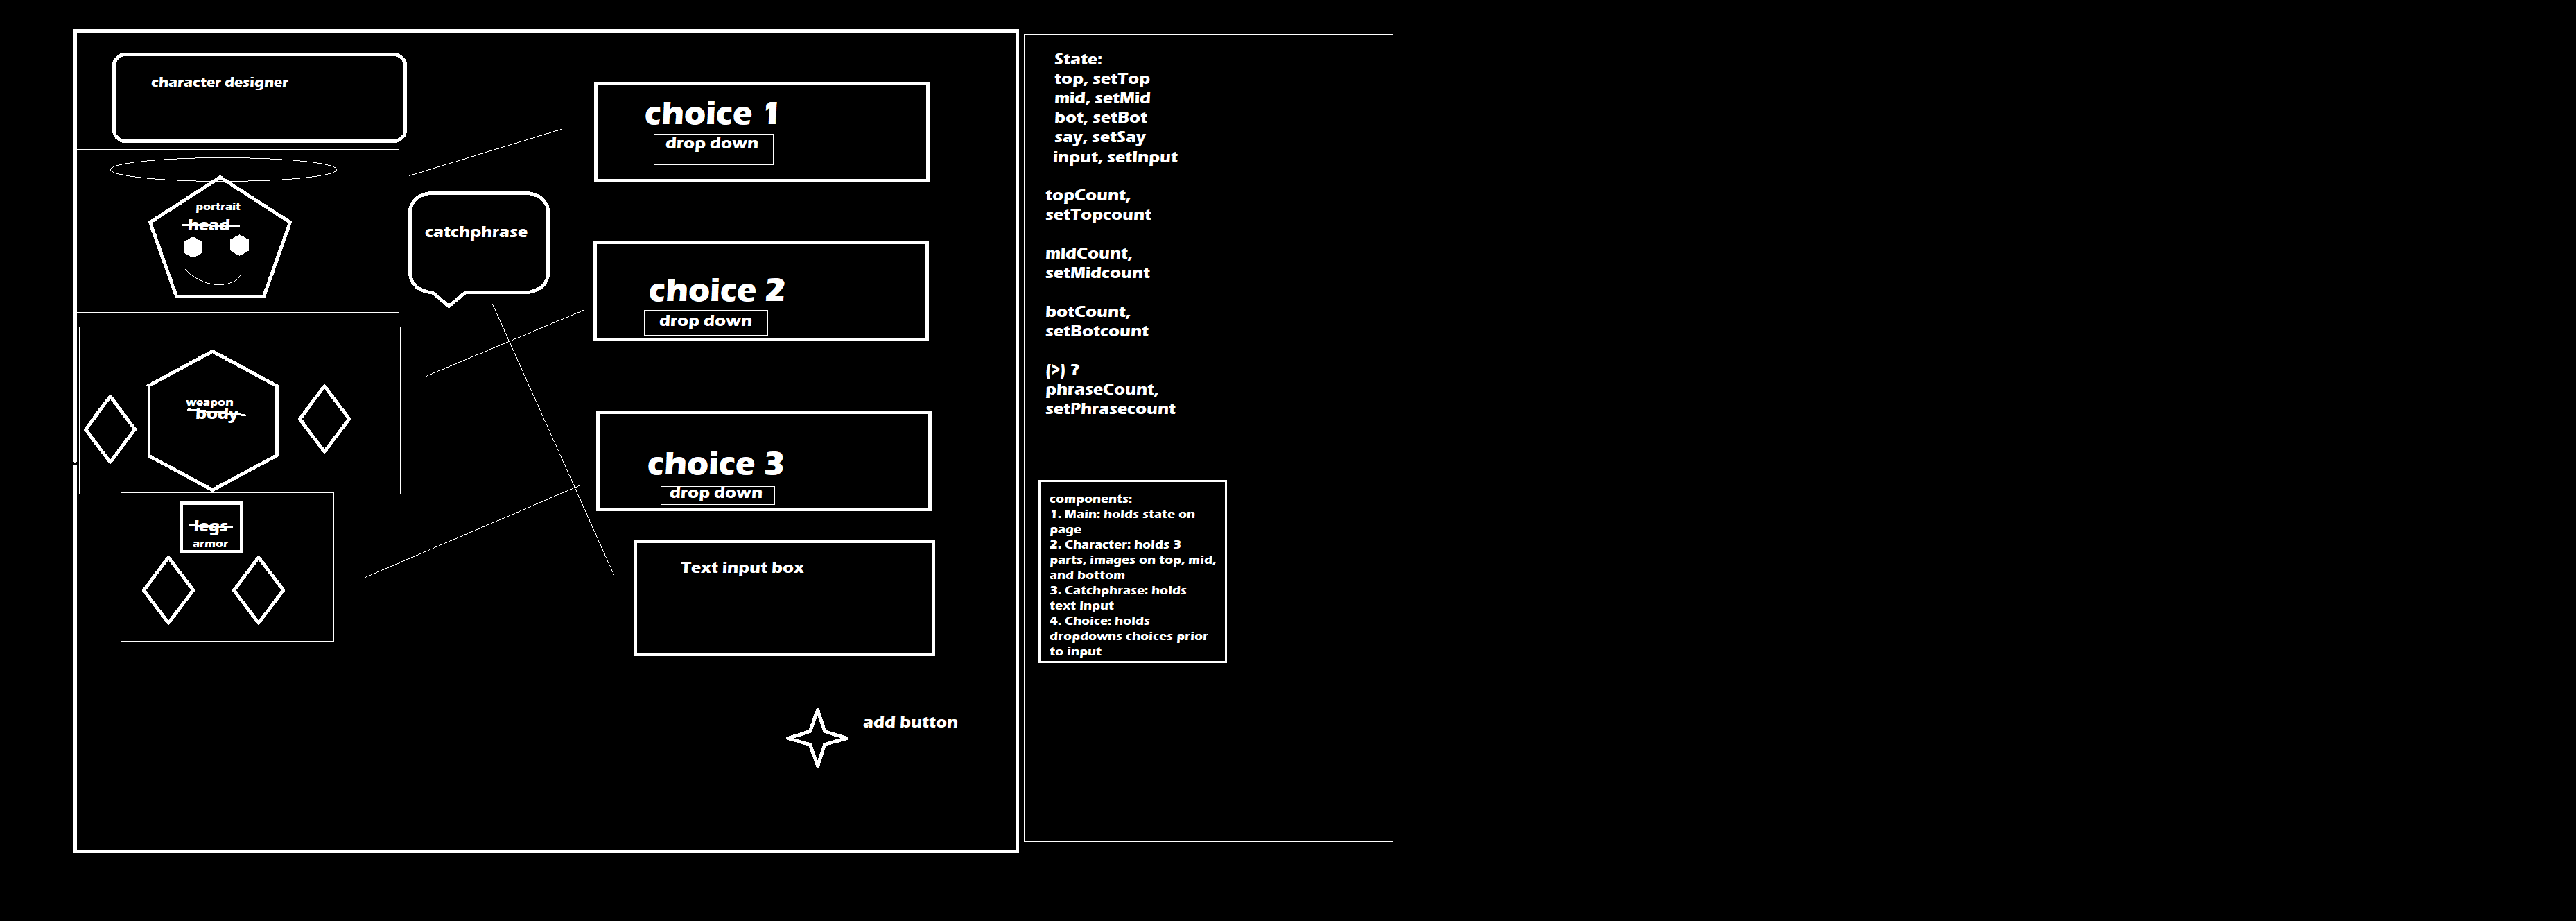 character designer
portrait
head
catchphrase
weapon
body
legs
armor
choice 1
drop down
choice 2
drop down
choice 3
drop down
Text input box
add button
State:
top, setTop
mid, setMid
bot, setBot
say, setSay
input, setInput
topCount,
setTopcount
midCount,
setMidcount
botCount,
setBotcount
(>) ?
phraseCount,
setPhrasecount
components:
1. Main: holds state on
page
2. Character: holds 3
parts, images on top, mid,
and bottom
3. Catchphrase: holds
text input
4. Choice: holds
dropdowns choices prior
to input